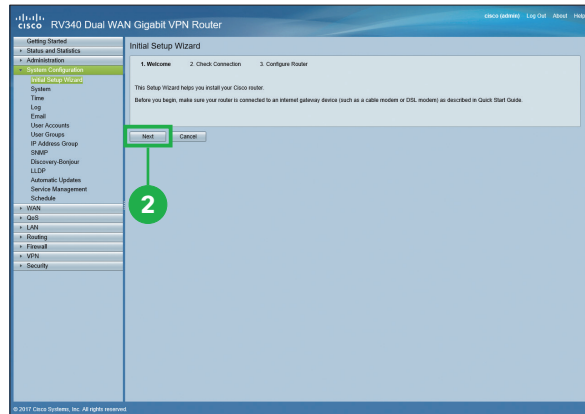 cisco RV340 Dual WAN Gigabit VPN Router
cisco (admin) Log Out About Help
Getting Started
Status and Statistics
Administration
System Configuration
Initial Setup Wizard
System
Time
Log
Email
User Accounts
User Groups
IP Address Group
SNMP
Discovery-Bonjour
LLDP
Automatic Updates
Service Management
Schedule
WAN
QoS
LAN
Routing
Firewall
VPN
Security
Initial Setup Wizard
1. Welcome 2. Check Connection 3. Configure Router
This Setup Wizard helps you install your Cisco router.
Before you begin, make sure your router is connected to an internet gateway device (such as a cable modem or DSL modem) as described in Quick Start Guide.
Next Cancel
2
© 2017 Cisco Systems, Inc. All rights reserved.